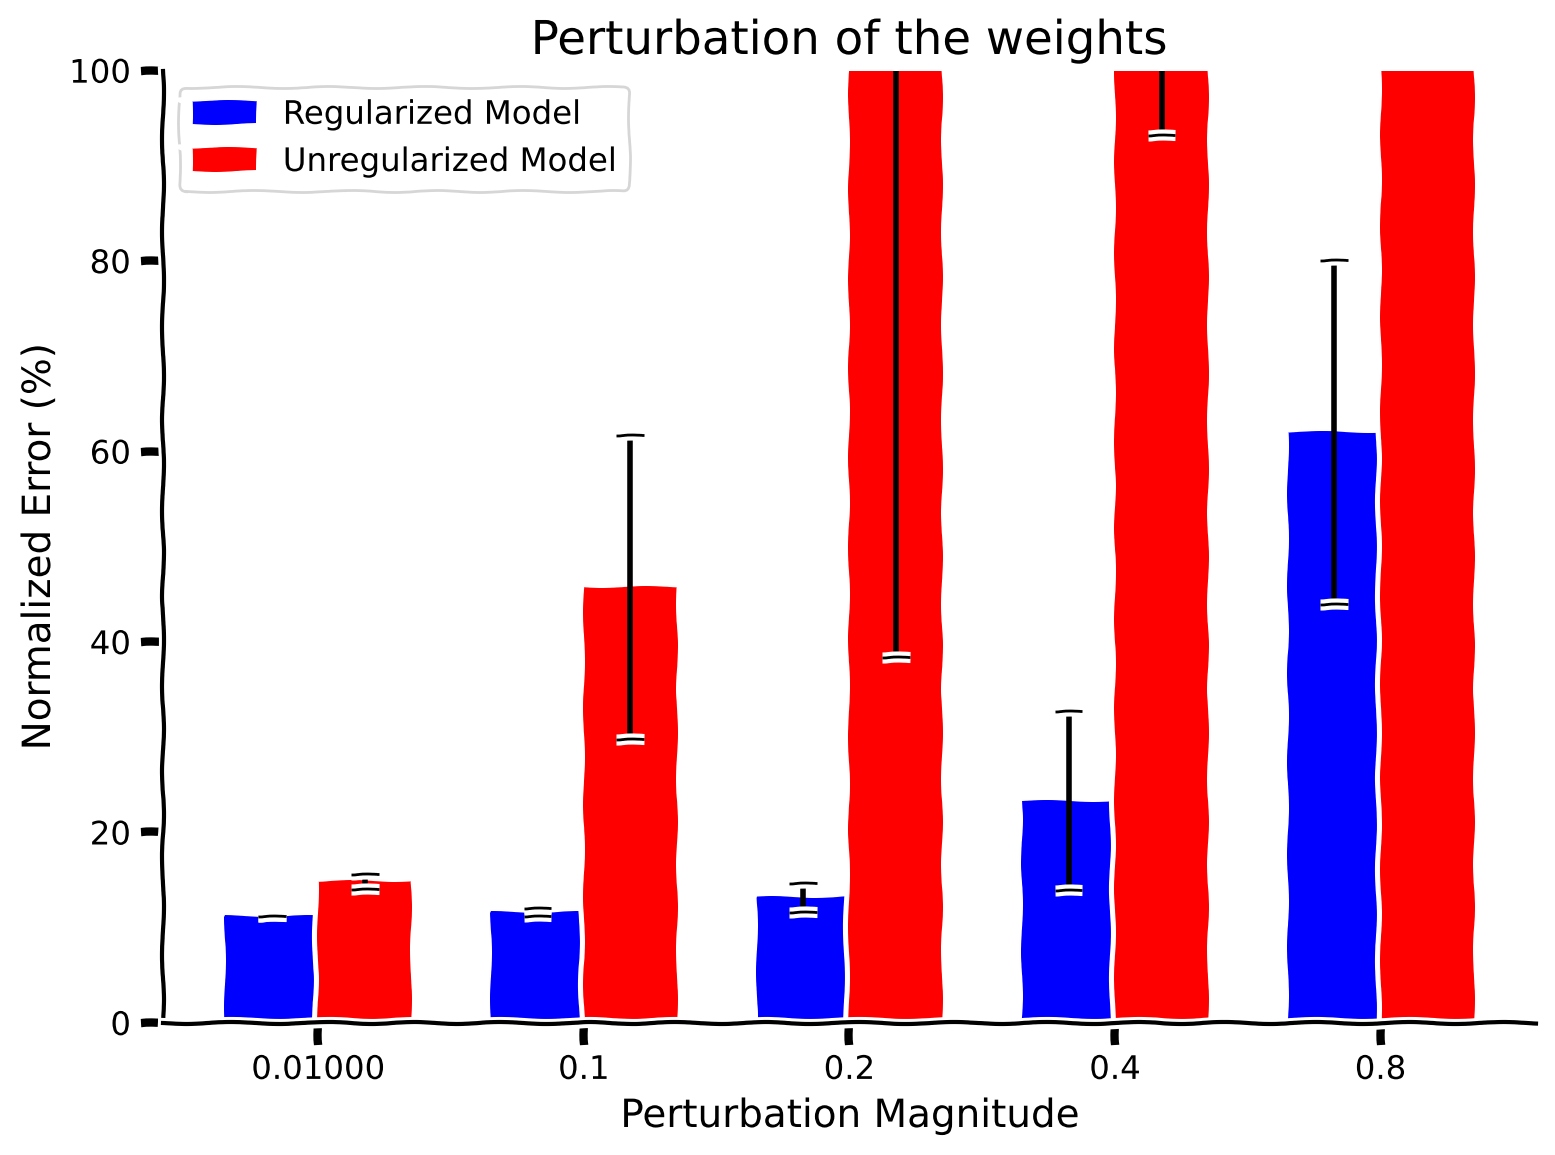 Perturbation of the weights
Regularized Model
Unregularized Model
Normalized Error (%)
100
80
60
40
20
0
0.01000 0.1 0.2 0.4 0.8
Perturbation Magnitude